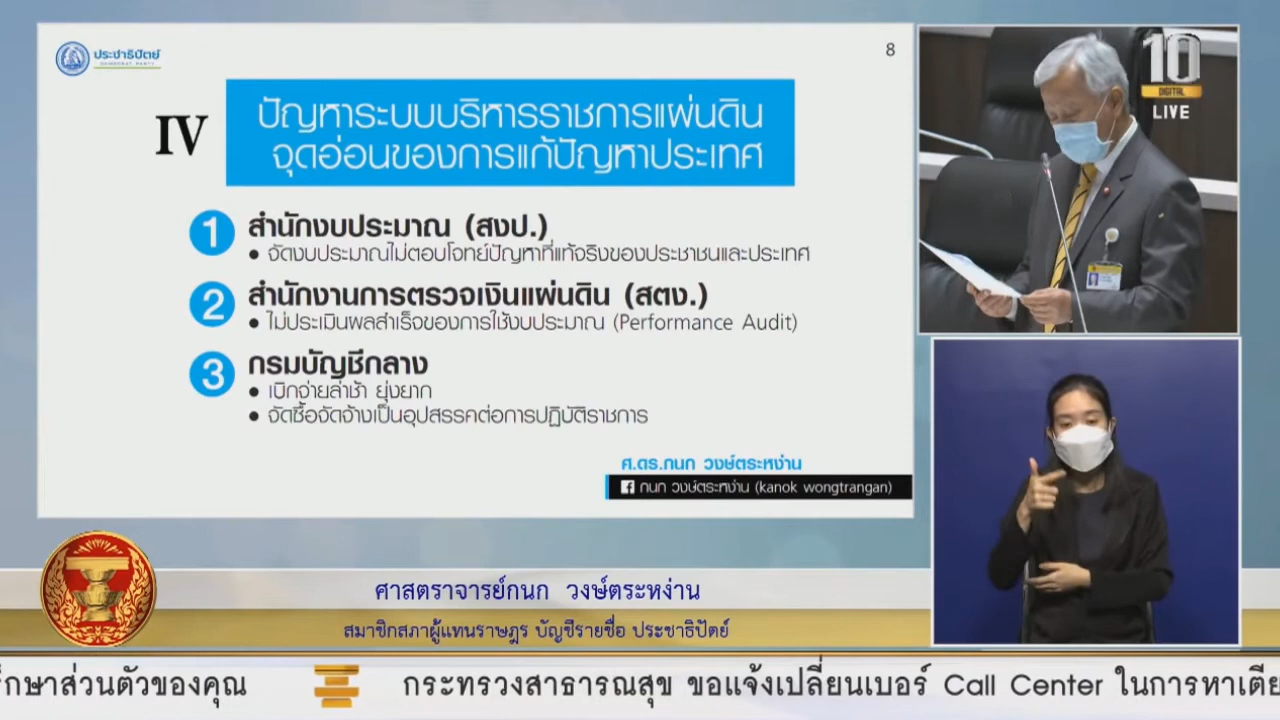 ประชาธิปัตย์
DEMOCRAT PARTY
8
IV
ปัญหาระบบบริหารราชการแผ่นดิน
จุดอ่อนของการแก้ปัญหาประเทศ
1 สำนักงบประมาณ (สงป.)
● จัดงบประมาณไม่ตอบโจทย์ปัญหาที่แท้จริงของประชาชนและประเทศ
2 สำนักงานการตรวจเงินแผ่นดิน (สตง.)
● ไม่ประเมินผลสำเร็จของการใช้งบประมาณ (Performance Audit)
3 กรมบัญชีกลาง
● เบิกจ่ายล่าช้า ยุ่งยาก
● จัดซื้อจัดจ้างเป็นอุปสรรคต่อการปฏิบัติราชการ
ศ.ดร.กนก วงษ์ตระหง่าน
กนก วงษ์ตระหง่าน (kanok wongtrangan)
10
DIGITAL
LIVE
ศาสตราจารย์กนก วงษ์ตระหง่าน
สมาชิกสภาผู้แทนราษฎร บัญชีรายชื่อ ประชาธิปัตย์
กษาส่วนตัวของคุณ กระทรวงสาธารณสุข ขอแจ้งเปลี่ยนเบอร์ Call Center ในการหาเตีย